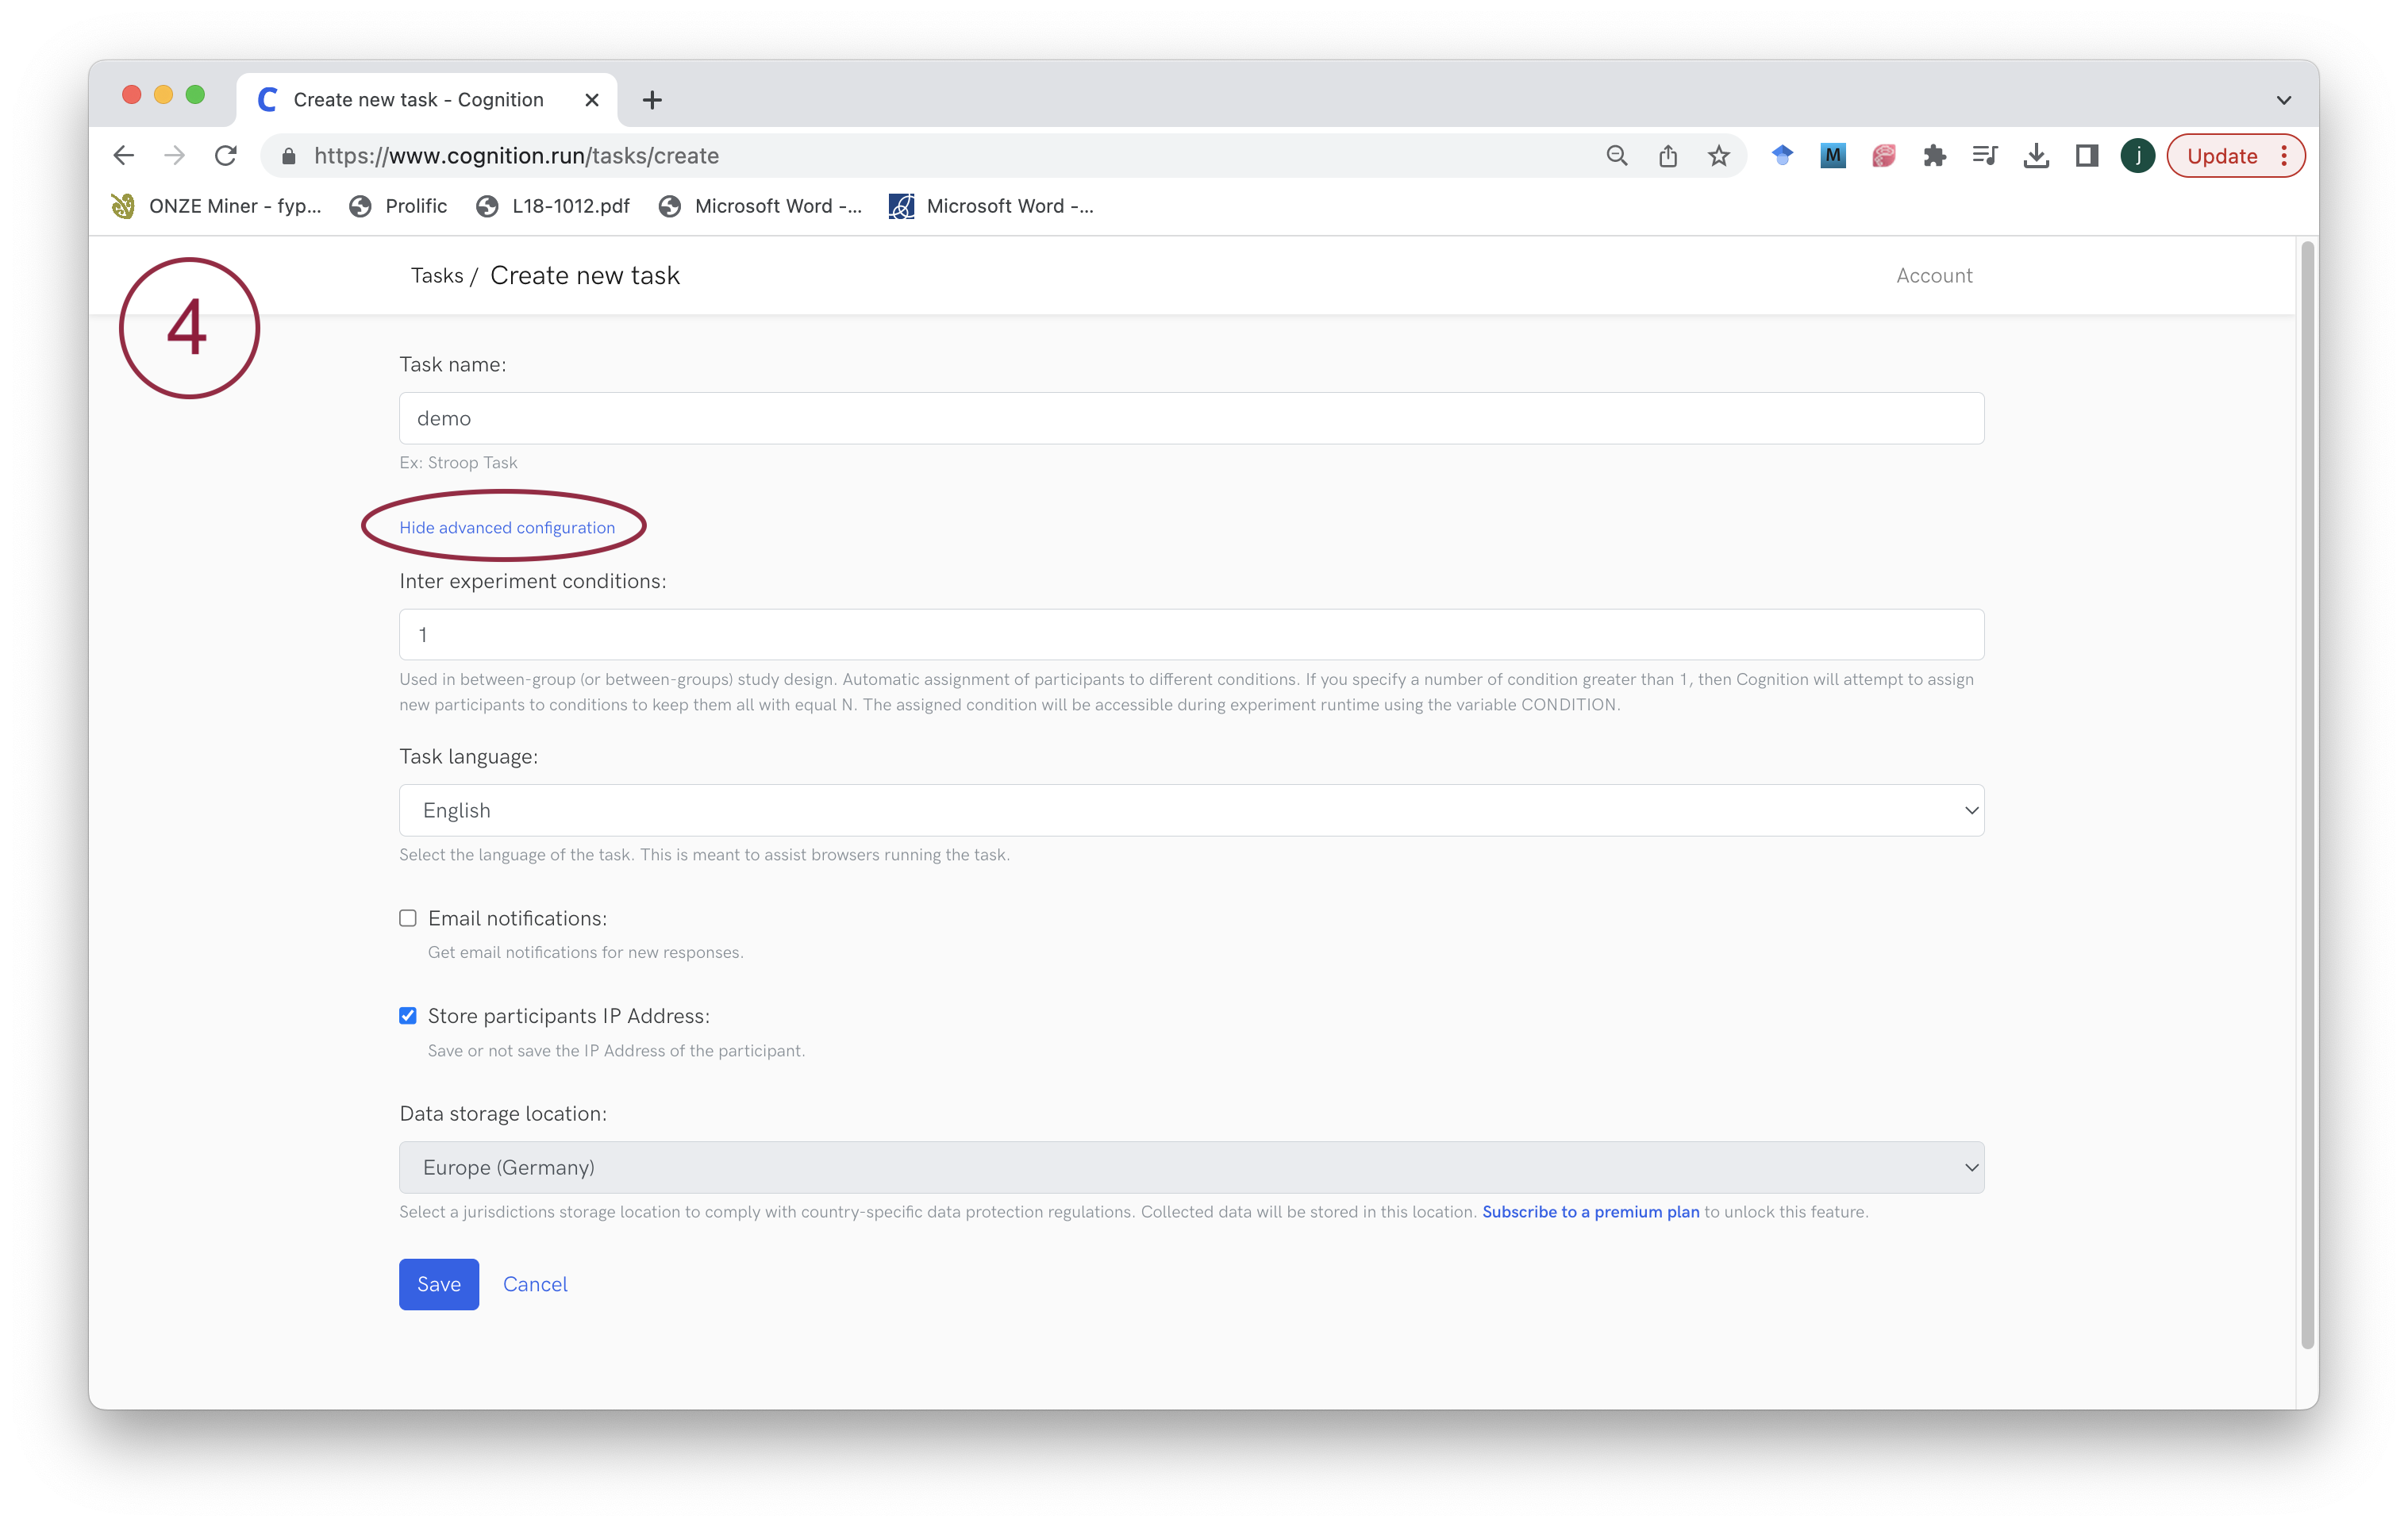 Create new task - Cognition
https://www.cognition.run/tasks/create
M
j
Update
ONZE Miner - fyp...
Prolific
L18-1012.pdf
Microsoft Word -...
Microsoft Word -...
4
Tasks / Create new task
Account
Task name:
demo
Ex: Stroop Task
Hide advanced configuration
Inter experiment conditions:
1
Used in between-group (or between-groups) study design. Automatic assignment of participants to different conditions. If you specify a number of condition greater than 1, then Cognition will attempt to assign
new participants to conditions to keep them all with equal N. The assigned condition will be accessible during experiment runtime using the variable CONDITION.
Task language:
English
Select the language of the task. This is meant to assist browsers running the task.
Email notifications:
Get email notifications for new responses.
Store participants IP Address:
Save or not save the IP Address of the participant.
Data storage location:
Europe (Germany)
Select a jurisdictions storage location to comply with country-specific data protection regulations. Collected data will be stored in this location. Subscribe to a premium plan to unlock this feature.
Save
Cancel